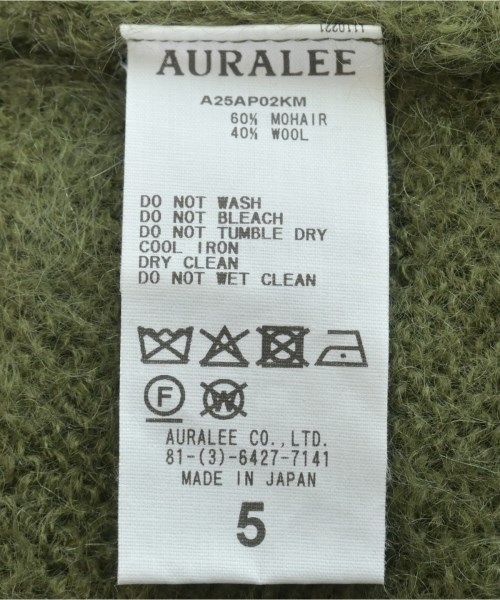 AURALEE
A25AP02KM
60% MOHAIR
40% WOOL
DO NOT WASH
DO NOT BLEACH
DO NOT TUMBLE DRY
COOL IRON
DRY CLEAN
DO NOT WET CLEAN
F W
AURALEE CO.,LTD.
81-(3)-6427-7141
MADE IN JAPAN
5